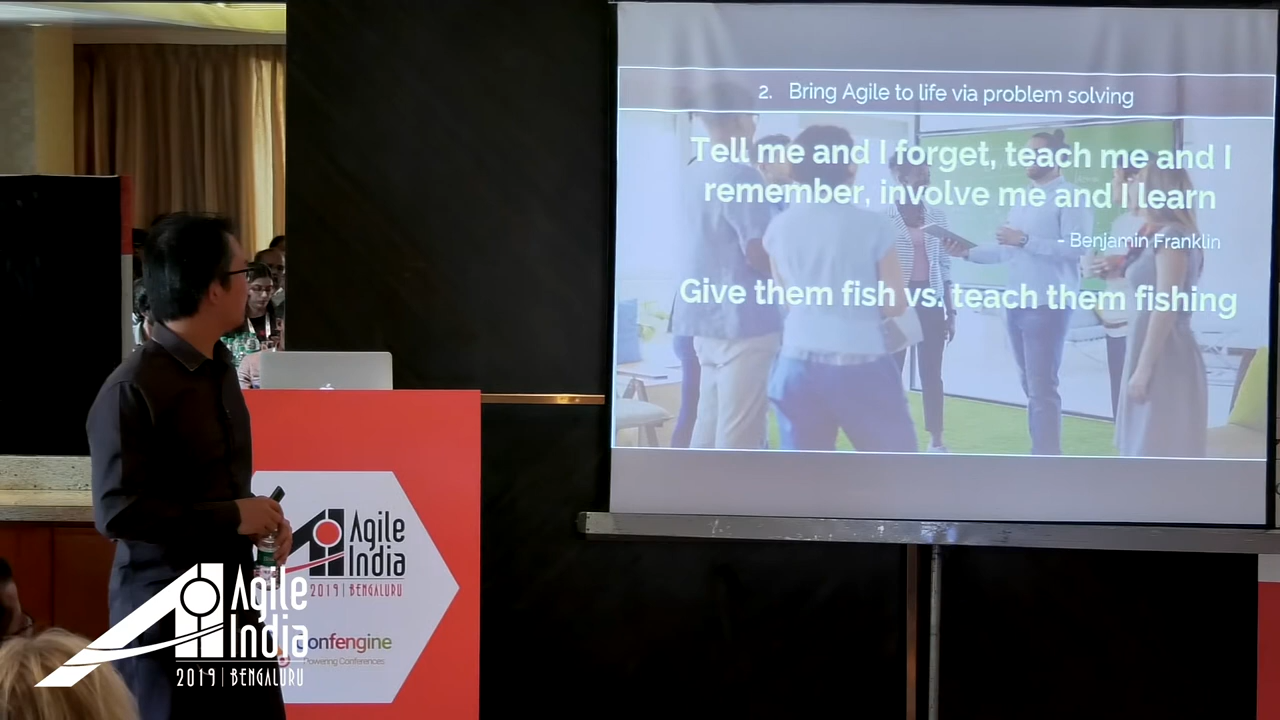 2. Bring Agile to life via problem solving
Tell me and I forget, teach me and I
remember, involve me and I learn
- Benjamin Franklin
Give them fish vs. teach them fishing
Agile
India
2019 | BENGALURU
confengine
Powering Conferences
Agile
India
2019 | BENGALURU